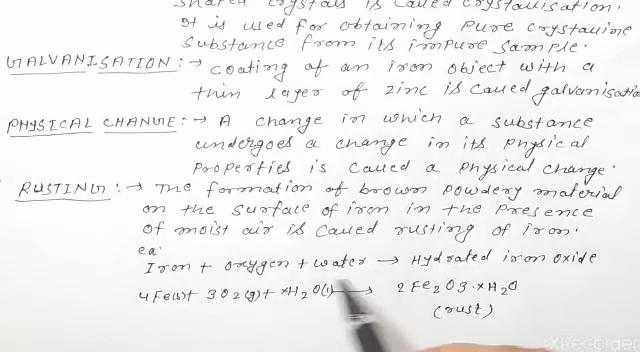 shaped crystals is called crystallisation.
It is used for obtaining pure crystalline
substance from its impure sample.
GALVANISATION :→ coating of an iron object with a
thin layer of zinc is called galvanisation
PHYSICAL CHANGE :→ A change in which a substance
undergoes a change in its physical
properties is called a physical change.
RUSTING :→ The formation of brown powdery material
on the surface of iron in the presence
of moist air is called rusting of iron.
eq:
Iron + oxygen + water → Hydrated iron oxide
4Fe(s) + 3O2(g) + xH2O(l) → 2Fe2O3.xH2O
(rust)
XRecorder